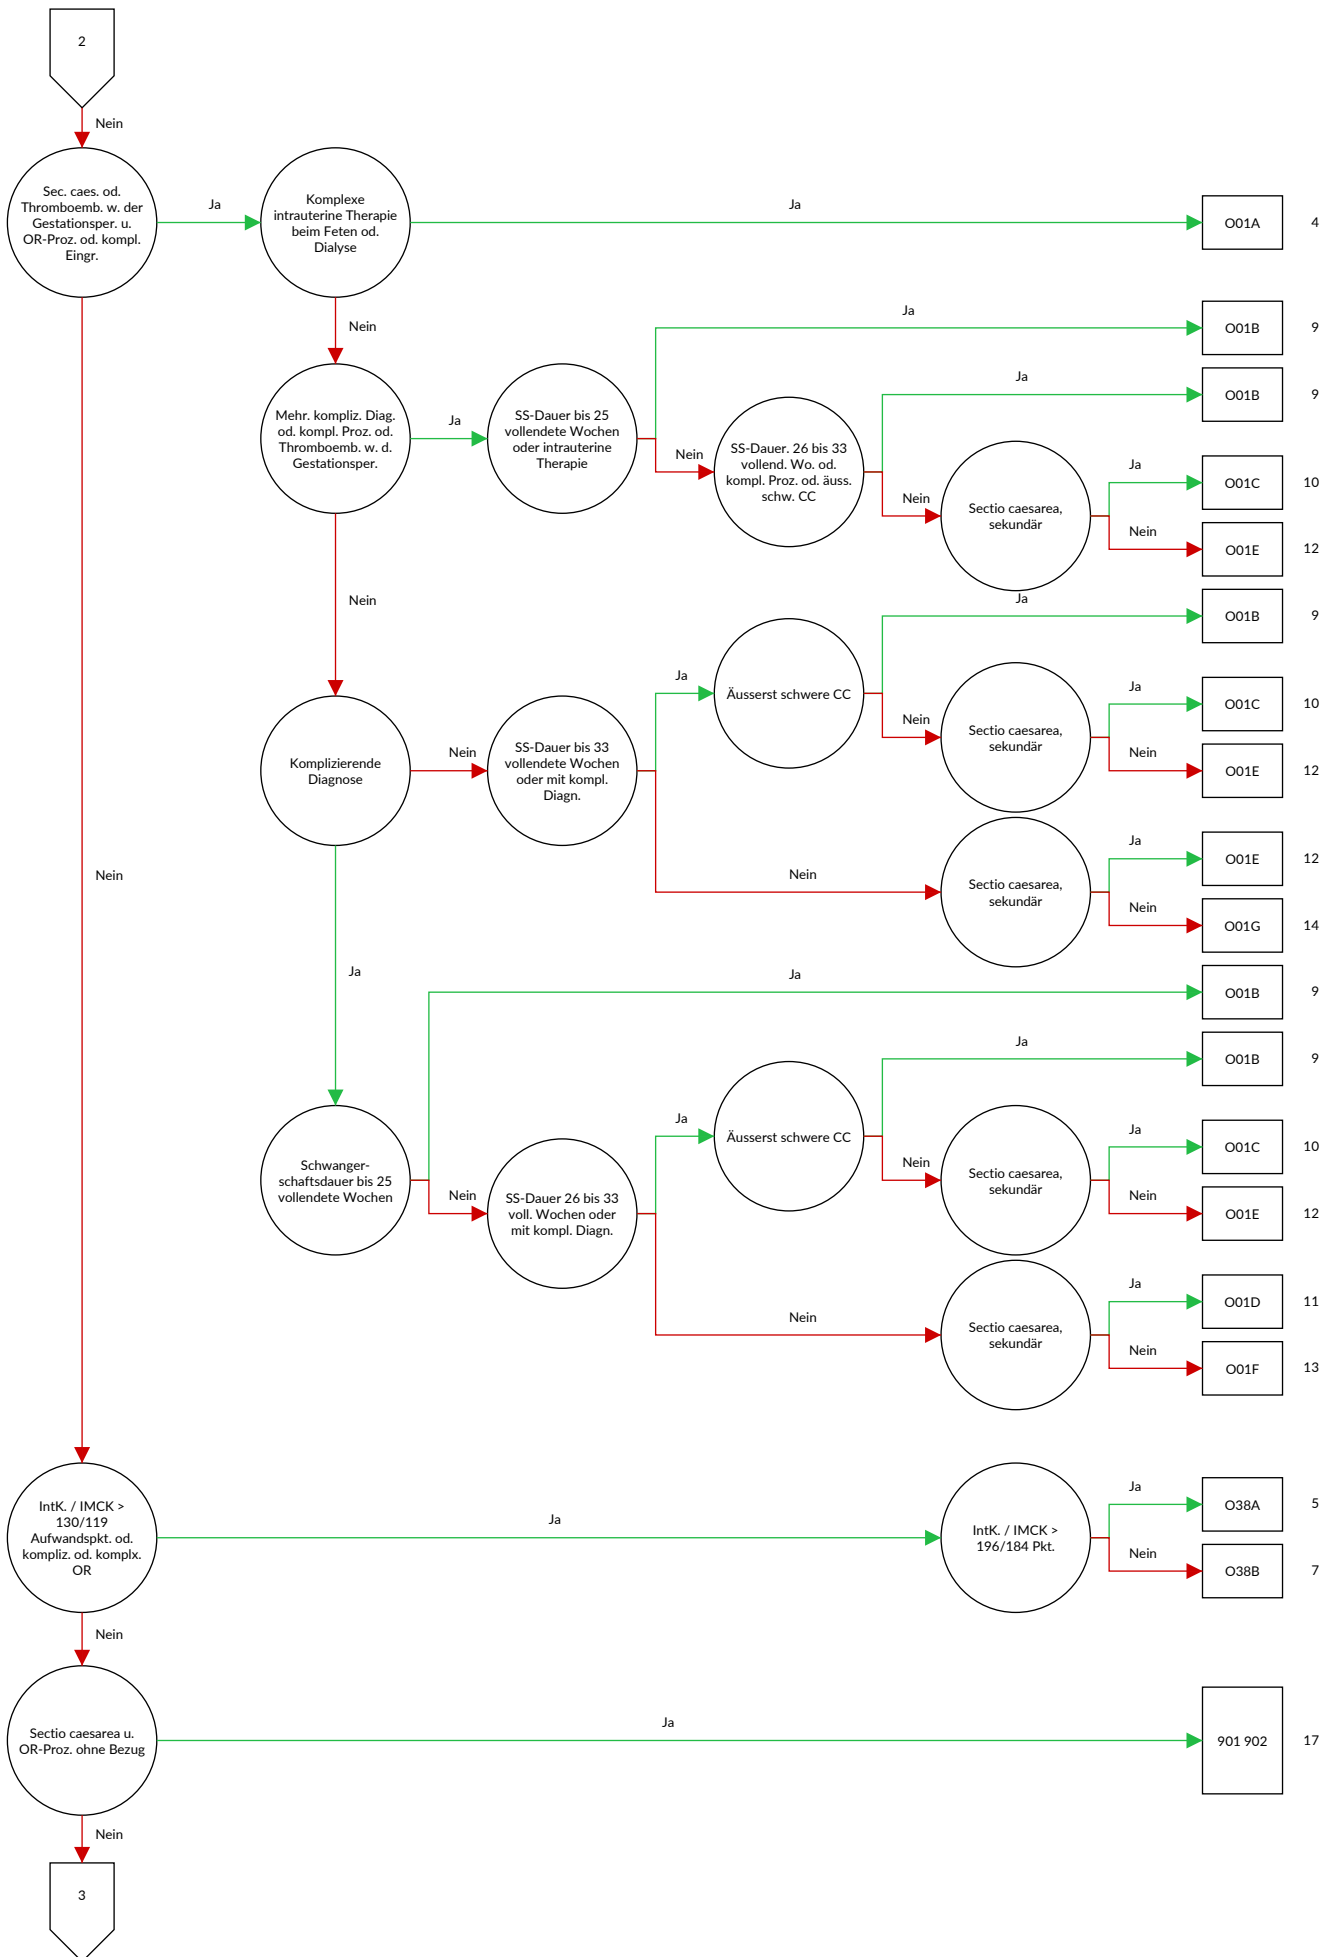 2
Nein
Sec. caes. od.
Thromboemb. w. der
Gestationsper. u.
OR-Proz. od. kompl.
Eingr.
Ja
Komplexe
intrauterine Therapie
beim Feten od.
Dialyse
Ja
O01A
4
Nein
Ja
O01B
9
Mehr. kompliz. Diag.
od. kompl. Proz. od.
Thromboemb. w. d.
Gestationsper.
Ja
SS-Dauer bis 25
vollendete Wochen
oder intrauterine
Therapie
Nein
SS-Dauer. 26 bis 33
vollend. Wo. od.
kompl. Proz. od. äuss.
schw. CC
Ja
O01B
9
Nein
Sectio caesarea,
sekundär
Ja
O01C
10
Nein
O01E
12
Nein
Ja
O01B
9
Komplizierende
Diagnose
Nein
SS-Dauer bis 33
vollendete Wochen
oder mit kompl.
Diagn.
Ja
Äusserst schwere CC
Nein
Sectio caesarea,
sekundär
Ja
O01C
10
Nein
O01E
12
Nein
Sectio caesarea,
sekundär
Ja
O01E
12
Nein
O01G
14
Nein
Ja
Ja
O01B
9
Schwanger-
schaftsdauer bis 25
vollendete Wochen
Nein
SS-Dauer 26 bis 33
voll. Wochen oder
mit kompl. Diagn.
Ja
Äusserst schwere CC
Ja
O01B
9
Nein
Sectio caesarea,
sekundär
Ja
O01C
10
Nein
O01E
12
Nein
Sectio caesarea,
sekundär
Ja
O01D
11
Nein
O01F
13
IntK. / IMCK >
130/119
Aufwandspkt. od.
kompliz. od. komplx.
OR
Ja
IntK. / IMCK >
196/184 Pkt.
Ja
O38A
5
Nein
O38B
7
Nein
Sectio caesarea u.
OR-Proz. ohne Bezug
Ja
901 902
17
Nein
3